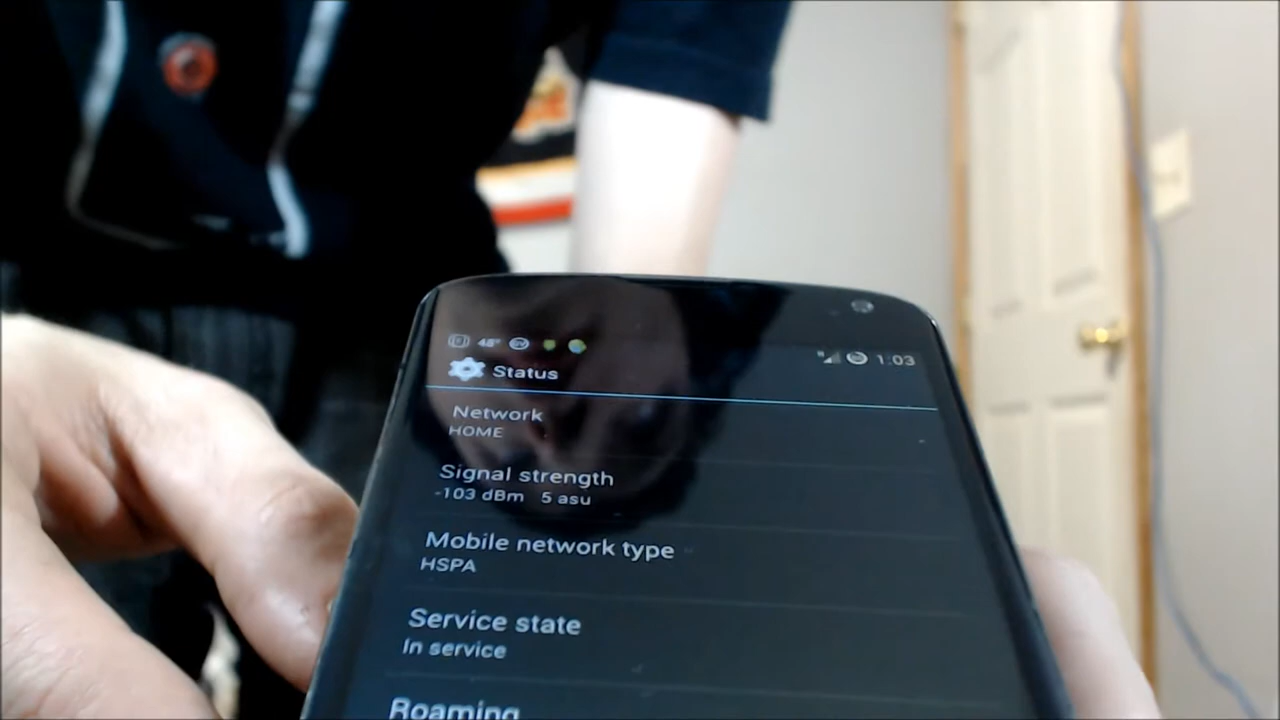 48° 1:03
Status
Network
HOME
Signal strength
-103 dBm 5 asu
Mobile network type
HSPA
Service state
In service
Roaming